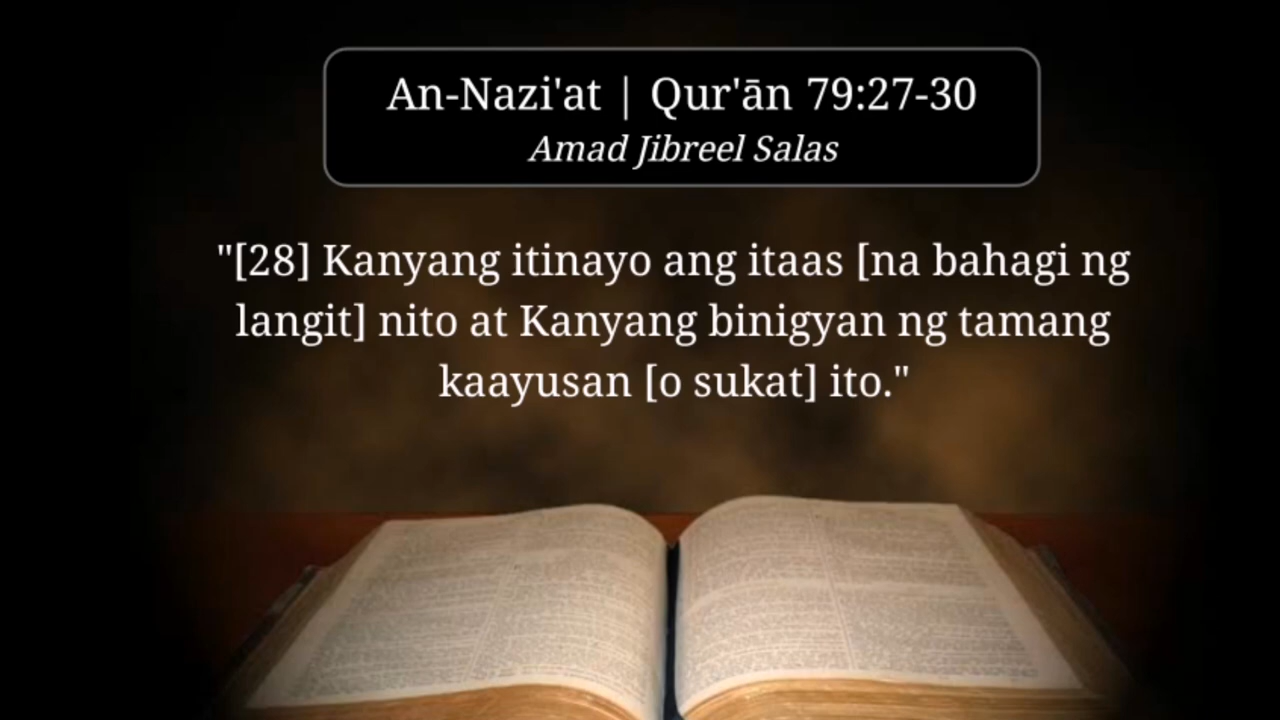 An-Nazi'at | Qur'ān 79:27-30
Amad Jibreel Salas
"[28] Kanyang itinayo ang itaas [na bahagi ng
langit] nito at Kanyang binigyan ng tamang
kaayusan [o sukat] ito."